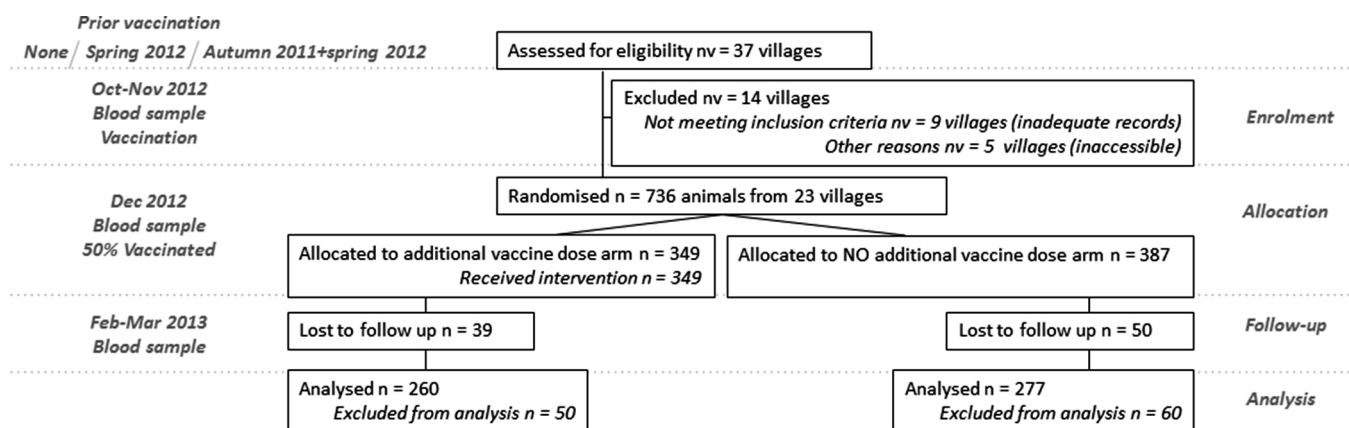 Prior vaccination
None / Spring 2012 / Autumn 2011+spring 2012
Assessed for eligibility nv = 37 villages
Oct-Nov 2012
Blood sample
Vaccination
Excluded nv = 14 villages
Not meeting inclusion criteria nv = 9 villages (inadequate records)
Other reasons nv = 5 villages (inaccessible)
Enrolment
Randomised n = 736 animals from 23 villages
Dec 2012
Blood sample
50% Vaccinated
Allocation
Allocated to additional vaccine dose arm n = 349
Received intervention n = 349
Allocated to NO additional vaccine dose arm n = 387
Feb-Mar 2013
Blood sample
Lost to follow up n = 39
Lost to follow up n = 50
Follow-up
Analysed n = 260
Excluded from analysis n = 50
Analysed n = 277
Excluded from analysis n = 60
Analysis